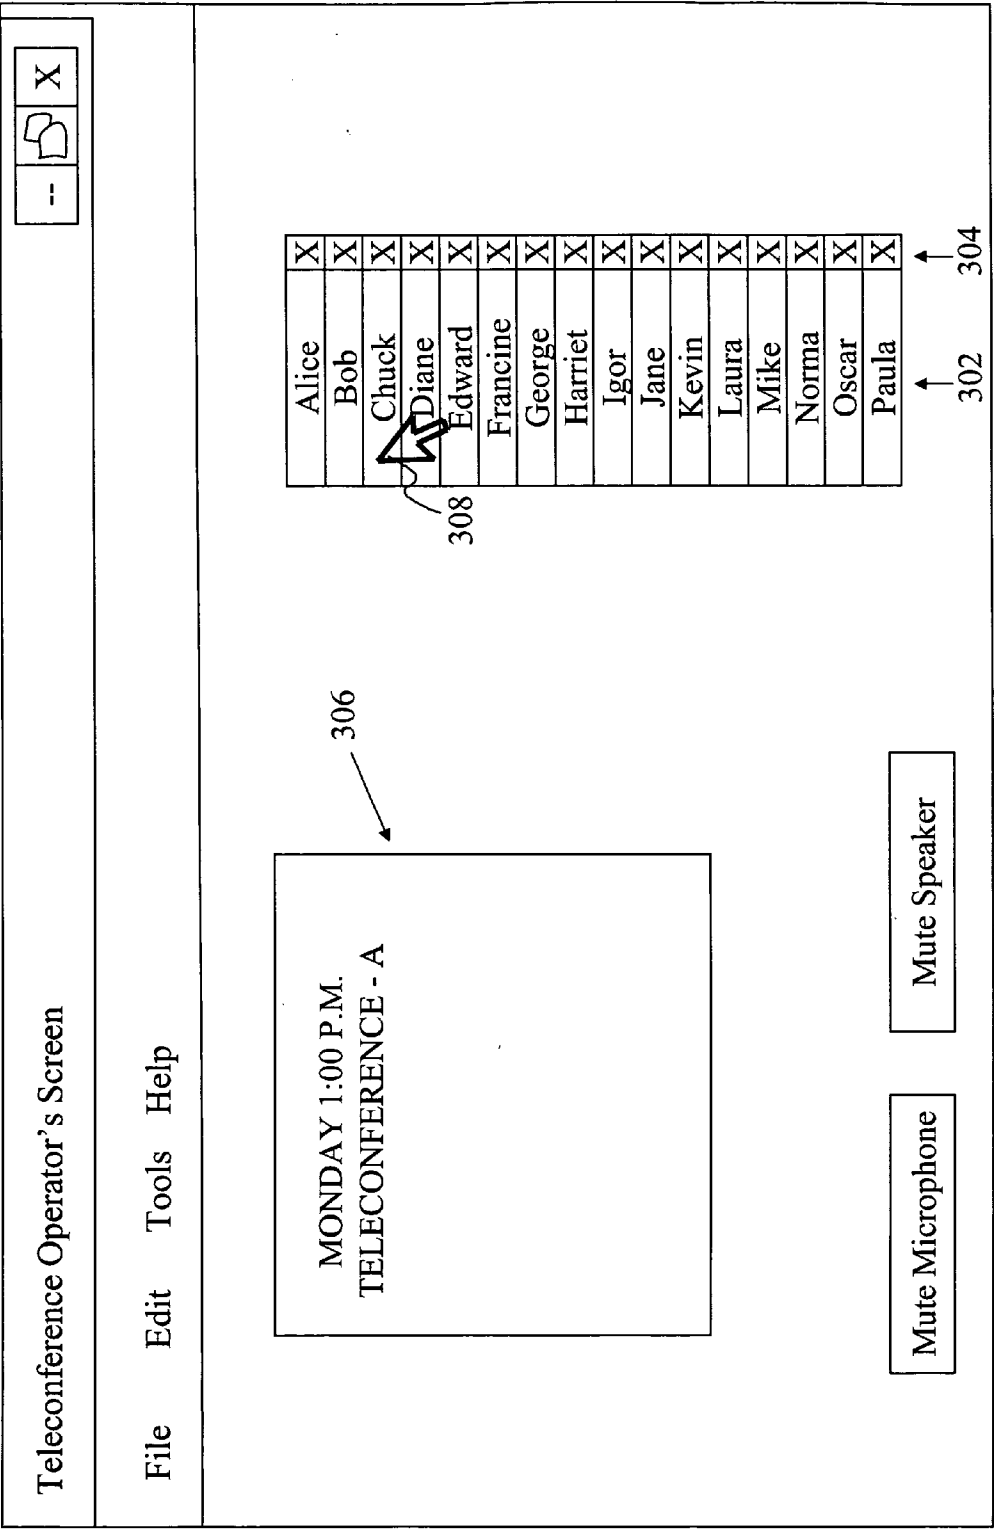 Teleconference Operator's Screen
-- X
File Edit Tools Help
MONDAY 1:00 P.M.
TELECONFERENCE - A
306
308
Alice X
Bob X
Chuck X
Diane X
Edward X
Francine X
George X
Harriet X
Igor X
Jane X
Kevin X
Laura X
Mike X
Norma X
Oscar X
Paula X
302 304
Mute Microphone
Mute Speaker